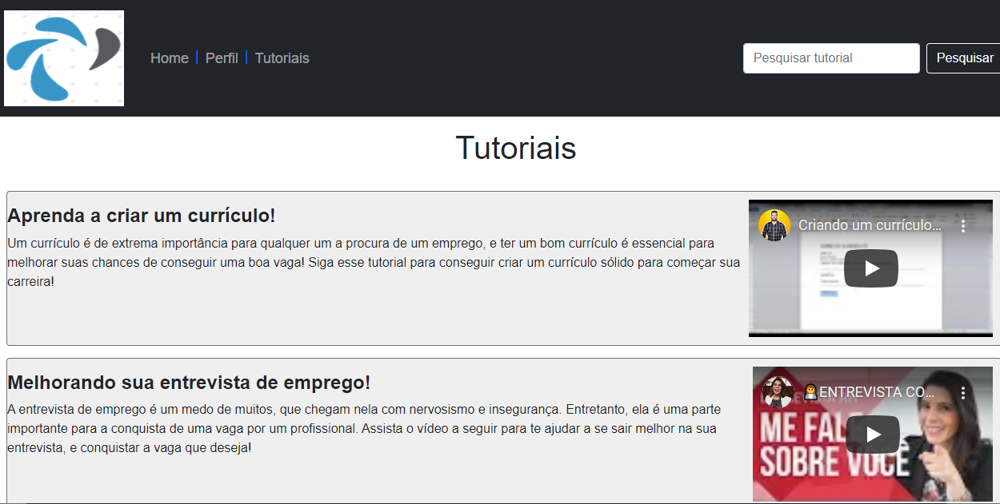 Home | Perfil | Tutoriais
Pesquisar tutorial
Pesquisar
Tutoriais
Aprenda a criar um currículo!
Um currículo é de extrema importância para qualquer um a procura de um emprego, e ter um bom currículo é essencial para
melhorar suas chances de conseguir uma boa vaga! Siga esse tutorial para conseguir criar um currículo sólido para começar sua
carreira!
Criando um currículo...
Melhorando sua entrevista de emprego!
A entrevista de emprego é um medo de muitos, que chegam nela com nervosismo e insegurança. Entretanto, ela é uma parte
importante para a conquista de uma vaga por um profissional. Assista o vídeo a seguir para te ajudar a se sair melhor na sua
entrevista, e conquistar a vaga que deseja!
ENTREVISTA CO...
ME FAL
SOBRE VOCÊ